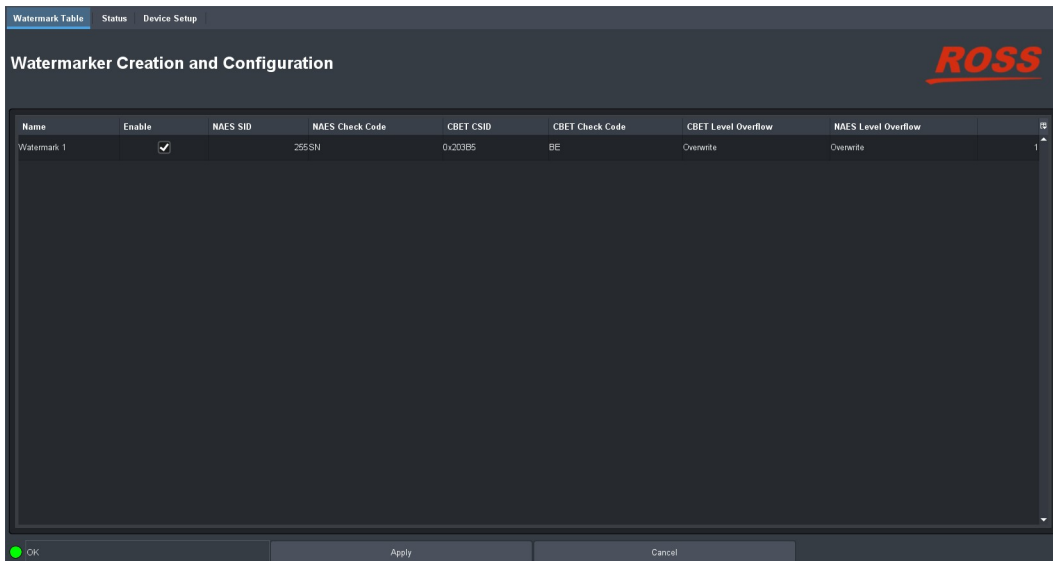 Watermark Table Status Device Setup
Watermarker Creation and Configuration
ROSS
Name Enable NAES SID NAES Check Code CBET CSID CBET Check Code CBET Level Overflow NAES Level Overflow
Watermark 1 255 SN 0x203B5 BE Overwrite Overwrite 1
OK Apply Cancel